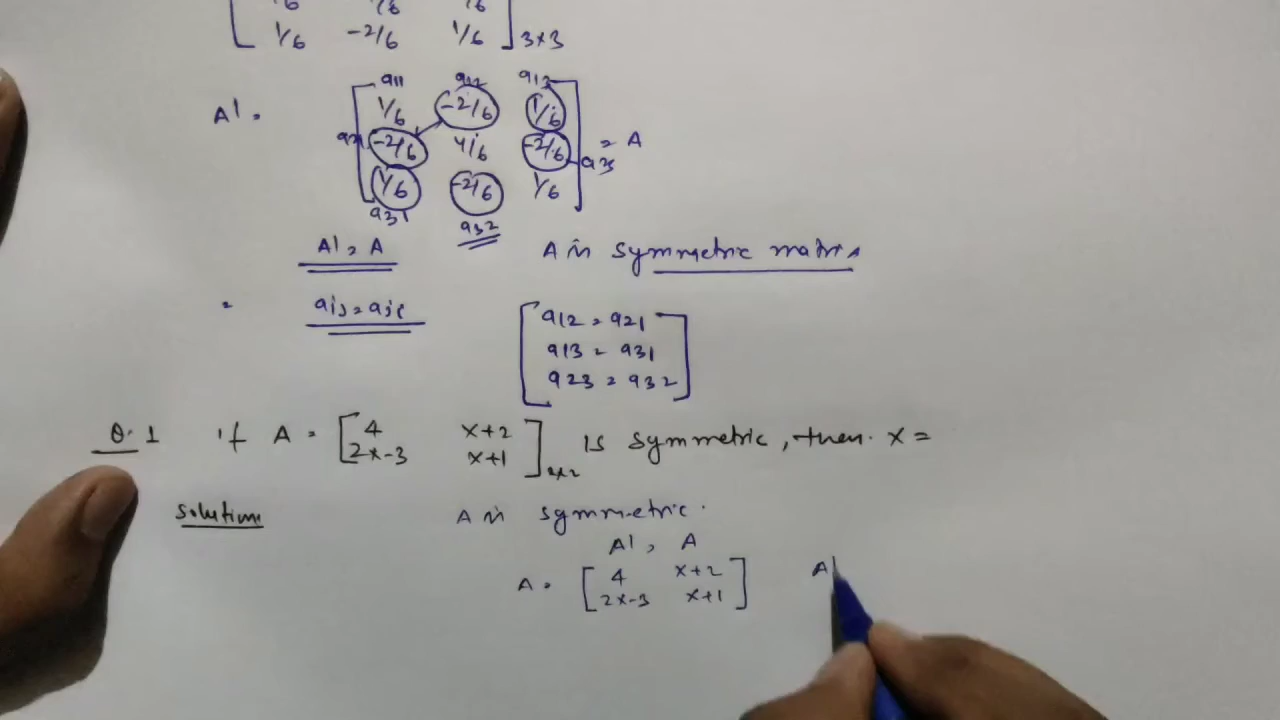 1/6 -2/6 1/6 3×3
a11 a12 a13
A' = 1/6 -2/6 1/6
a21 -2/6 4/6 -2/6 a23 = A
1/6 -2/6 1/6
a31 a32
A' = A A is symmetric matrix
= aij = aji
a12 = a21
a13 = a31
a23 = a32
Q.1 if A = [4 x+2
2x-3 x+1] 2x2 is symmetric, then x =
Solution: A is symmetric.
A' = A
A = [4 x+2
2x-3 x+1] A'